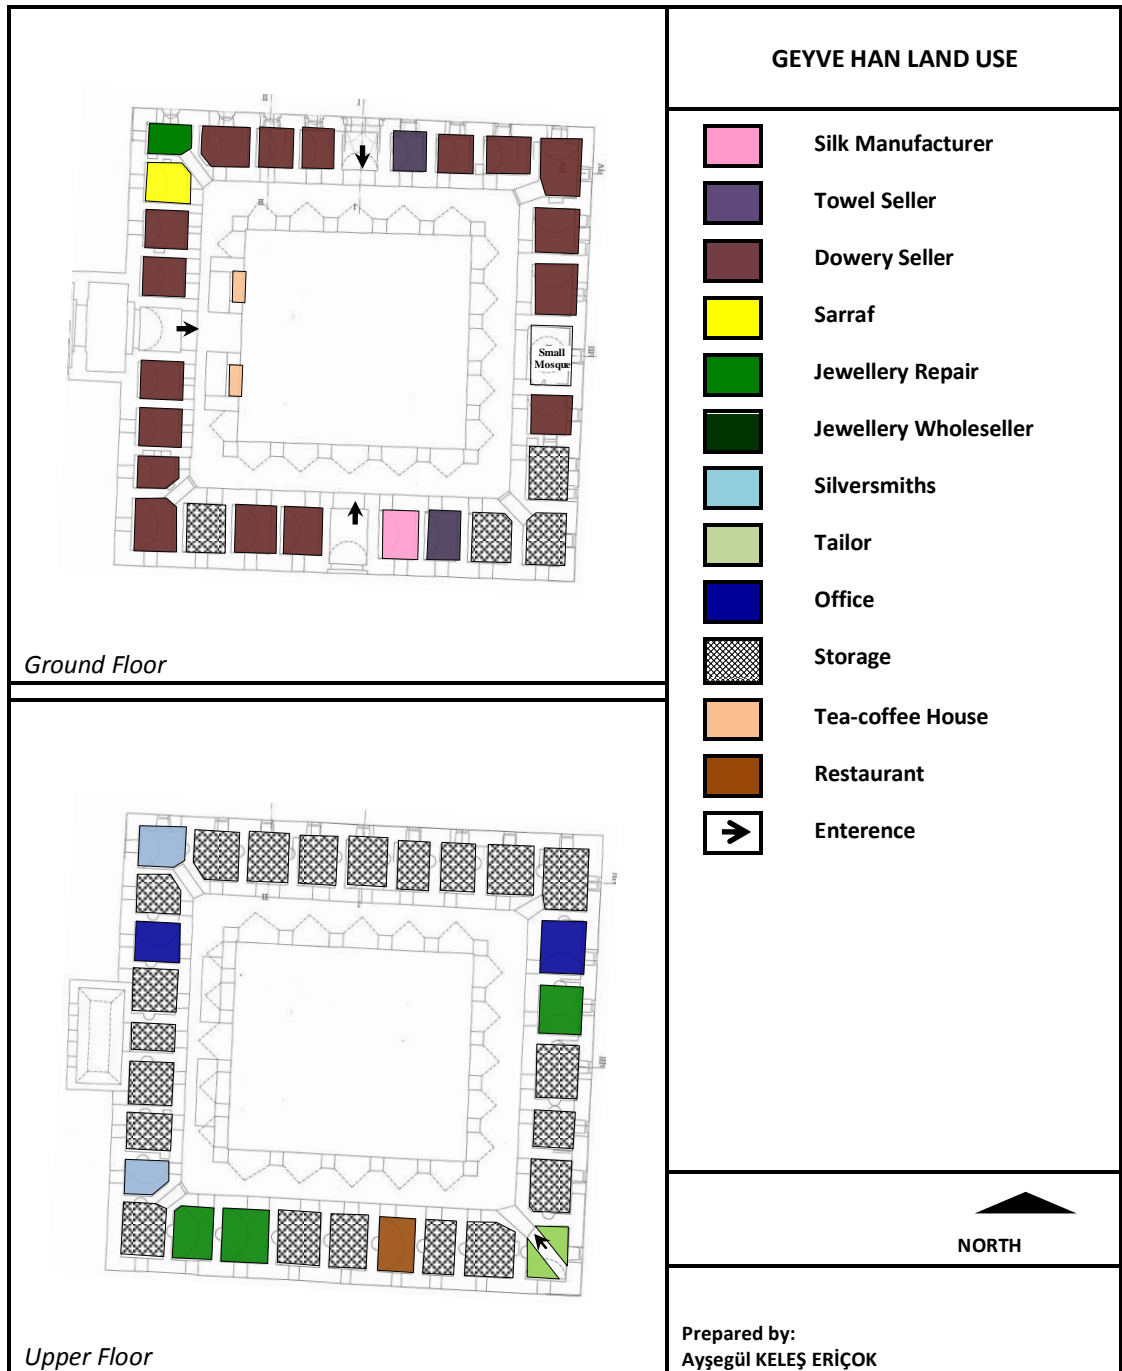 GEYVE HAN LAND USE
Silk Manufacturer
Towel Seller
Dowery Seller
Sarraf
Jewellery Repair
Jewellery Wholeseller
Silversmiths
Tailor
Office
Storage
Tea-coffee House
Restaurant
Enterence
Small
Mosque
Ground Floor
Upper Floor
NORTH
Prepared by:
Ayşegül KELEŞ ERİÇOK